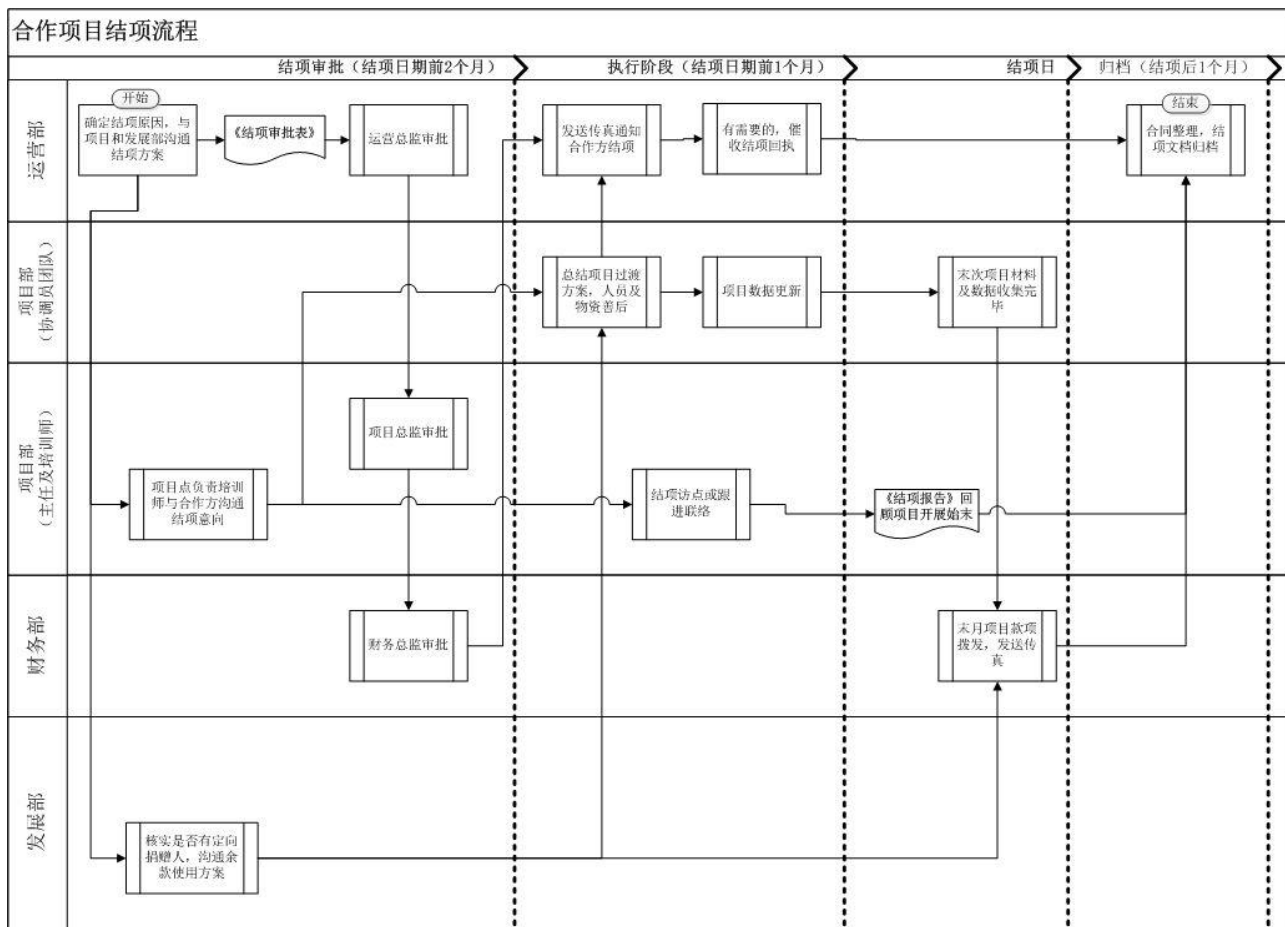 合作项目结项流程
结项审批（结项日期前2个月）
执行阶段（结项日期前1个月）
结项日
归档（结项后1个月）
运营部
开始
确定结项原因，与
项目和发展部沟通
结项方案
《结项审批表》
运营总监审批
发送传真通知
合作方结项
有需要的，催
收结项回执
结束
合同整理，结
项文档归档
项目部
（协调员团队）
总结项目过渡
方案，人员及
物资善后
项目数据更新
末次项目材料
及数据收集完
毕
项目部
（主任及培训师）
项目总监审批
项目点负责培训
师与合作方沟通
结项意向
结项访点或跟
进联络
《结项报告》回
顾项目开展始末
财务部
财务总监审批
末月项目款项
拨发，发送传
真
发展部
核实是否有定向
捐赠人，沟通余
款使用方案